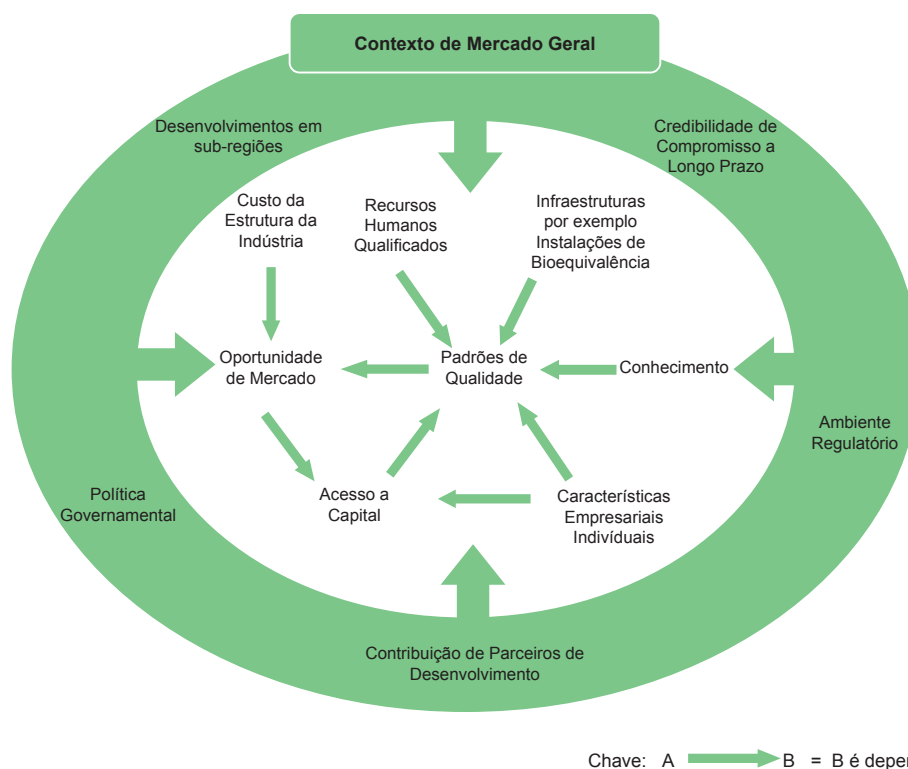 Contexto de Mercado Geral
Desenvolvimentos em
sub-regiões
Credibilidade de
Compromisso a
Longo Prazo
Custo da
Estrutura da
Indústria
Recursos
Humanos
Qualificados
Infraestruturas
por exemplo
Instalações de
Bioequivalência
Oportunidade
de Mercado
Padrões de
Qualidade
Conhecimento
Ambiente
Regulatório
Política
Governamental
Acesso a
Capital
Características
Empresariais
Indivíduais
Contribuição de Parceiros de
Desenvolvimento
Chave: A B = B é deper